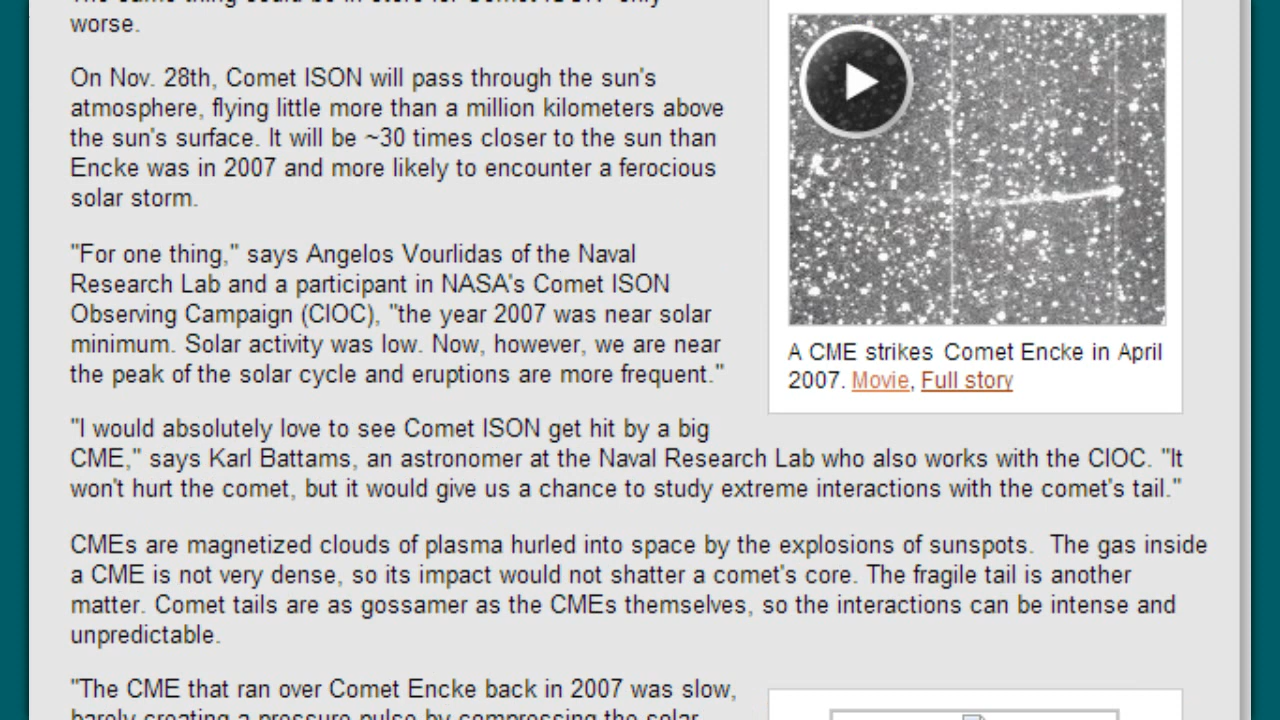 worse.
On Nov. 28th, Comet ISON will pass through the sun's
atmosphere, flying little more than a million kilometers above
the sun's surface. It will be ~30 times closer to the sun than
Encke was in 2007 and more likely to encounter a ferocious
solar storm.
"For one thing," says Angelos Vourlidas of the Naval
Research Lab and a participant in NASA's Comet ISON
Observing Campaign (CIOC), "the year 2007 was near solar
minimum. Solar activity was low. Now, however, we are near
the peak of the solar cycle and eruptions are more frequent."
A CME strikes Comet Encke in April
2007. Movie, Full story
"I would absolutely love to see Comet ISON get hit by a big
CME," says Karl Battams, an astronomer at the Naval Research Lab who also works with the CIOC. "It
won't hurt the comet, but it would give us a chance to study extreme interactions with the comet's tail."
CMEs are magnetized clouds of plasma hurled into space by the explosions of sunspots.  The gas inside
a CME is not very dense, so its impact would not shatter a comet's core. The fragile tail is another
matter. Comet tails are as gossamer as the CMEs themselves, so the interactions can be intense and
unpredictable.
"The CME that ran over Comet Encke back in 2007 was slow,
barely creating a pressure pulse by compressing the solar